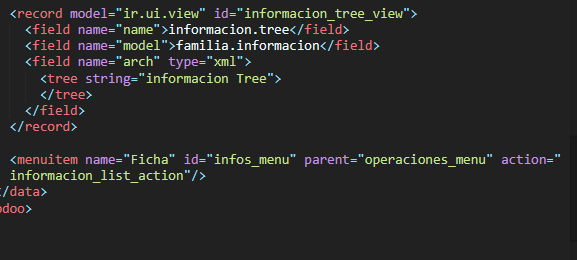 <record model="ir.ui.view" id="informacion_tree_view">
<field name="name">informacion.tree</field>
<field name="model">familia.informacion</field>
<field name="arch" type="xml">
<tree string="informacion Tree">
</tree>
</field>
</record>
<menuitem name="Ficha" id="infos_menu" parent="operaciones_menu" action="
informacion_list_action"/>
</data>
odoo>